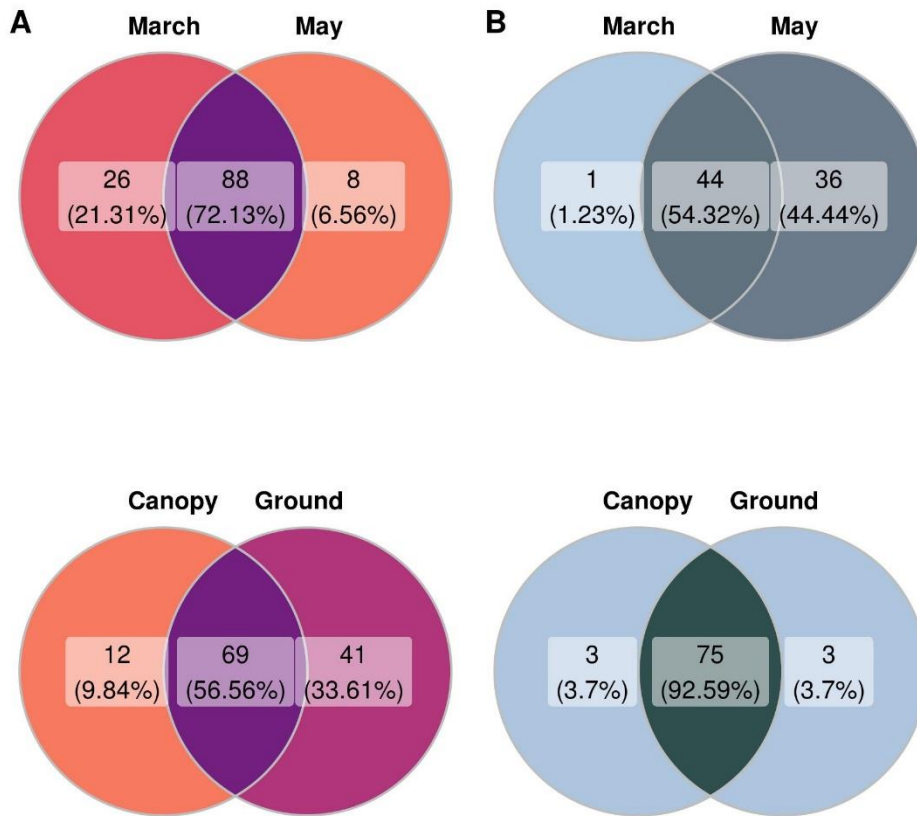 A
March May
26 88 8
(21.31%) (72.13%) (6.56%)
B
March May
1 44 36
(1.23%) (54.32%) (44.44%)
Canopy Ground
12 69 41
(9.84%) (56.56%) (33.61%)
Canopy Ground
3 75 3
(3.7%) (92.59%) (3.7%)